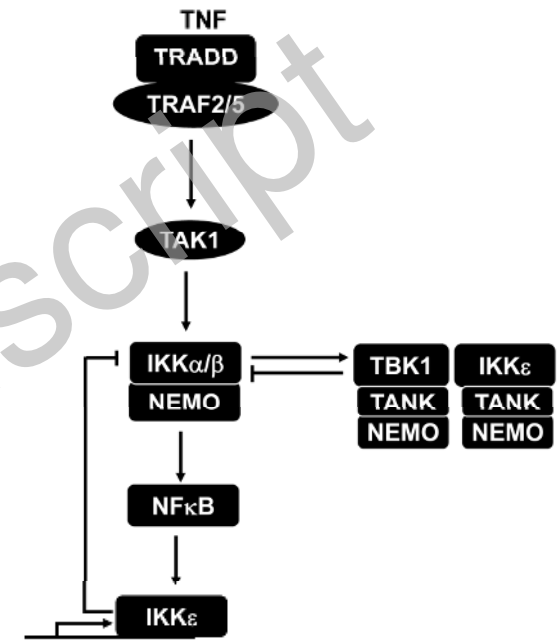 TNF
TRADD
TRAF2/5
TAK1
IKKα/β
NEMO
TBK1 IKKε
TANK TANK
NEMO NEMO
NFκB
IKKε
script